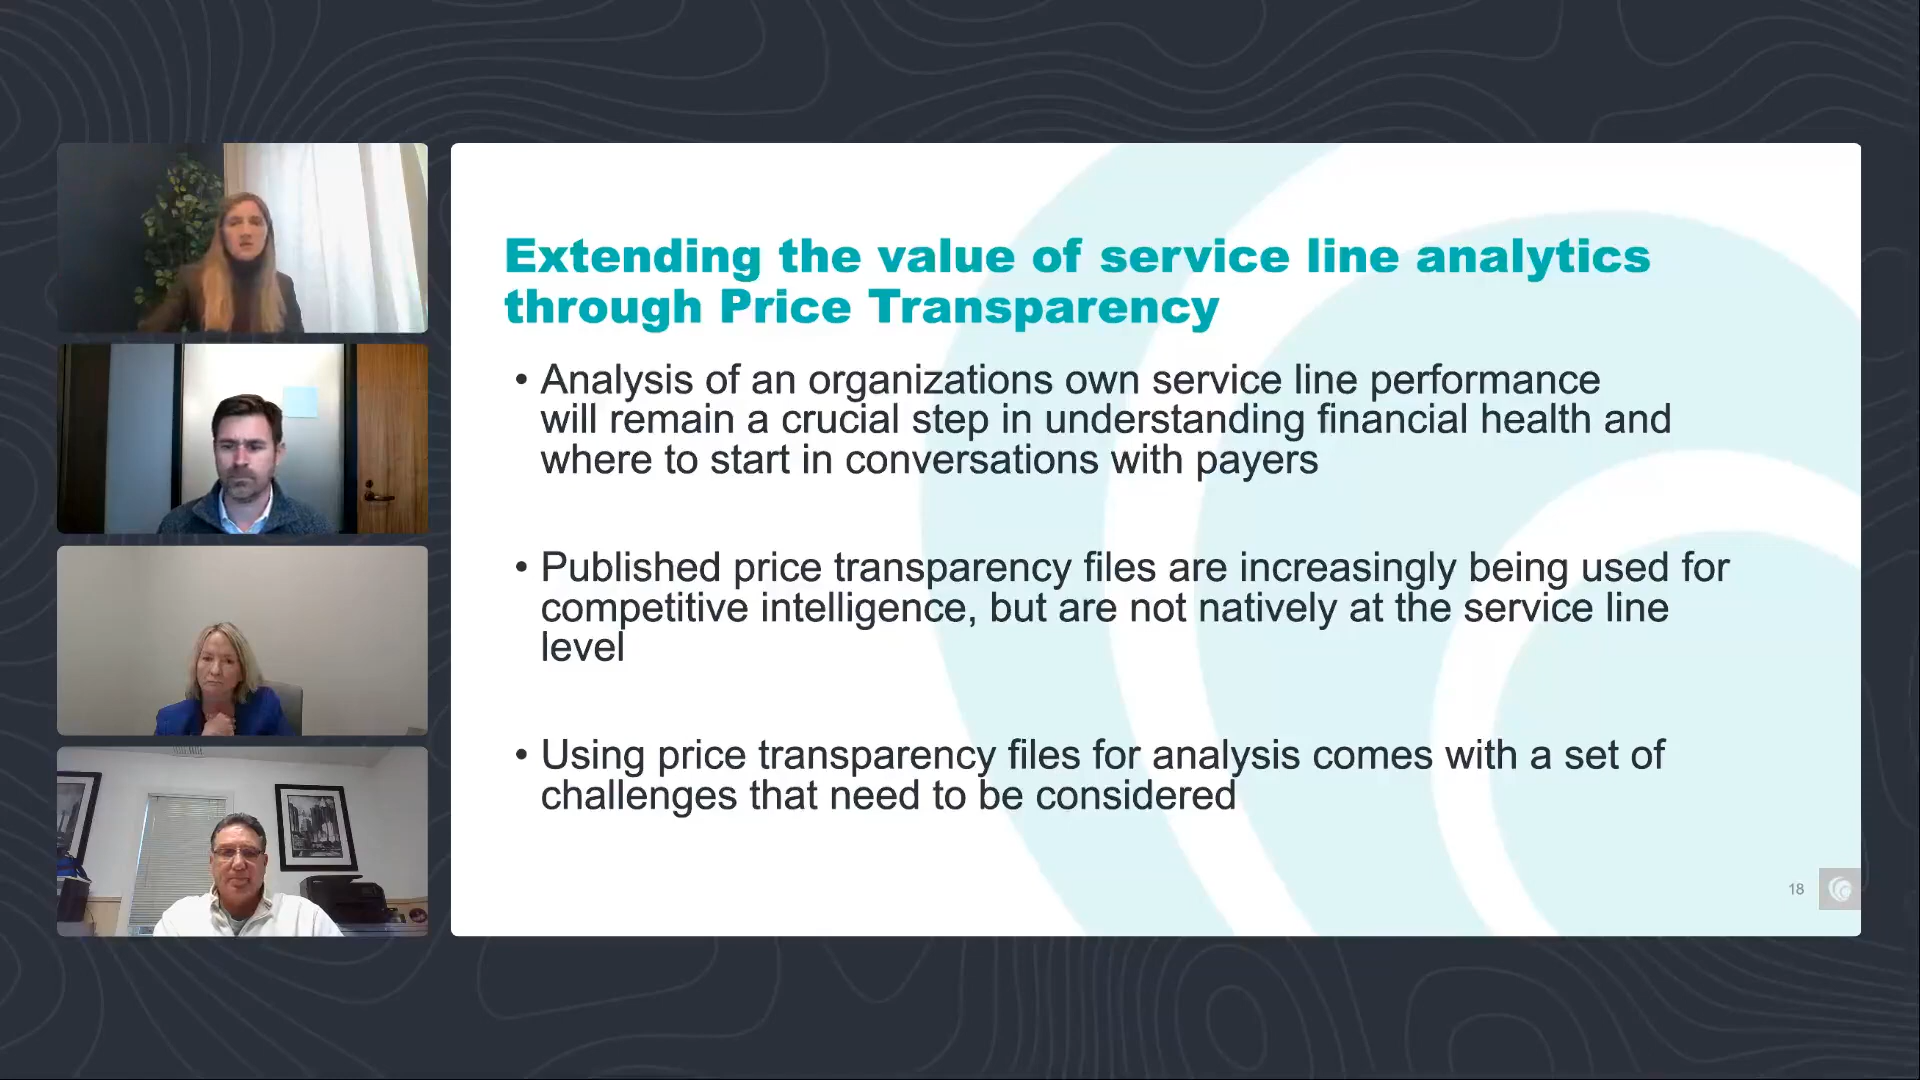 Extending the value of service line analytics
through Price Transparency
• Analysis of an organizations own service line performance
will remain a crucial step in understanding financial health and
where to start in conversations with payers
• Published price transparency files are increasingly being used for
competitive intelligence, but are not natively at the service line
level
• Using price transparency files for analysis comes with a set of
challenges that need to be considered
18